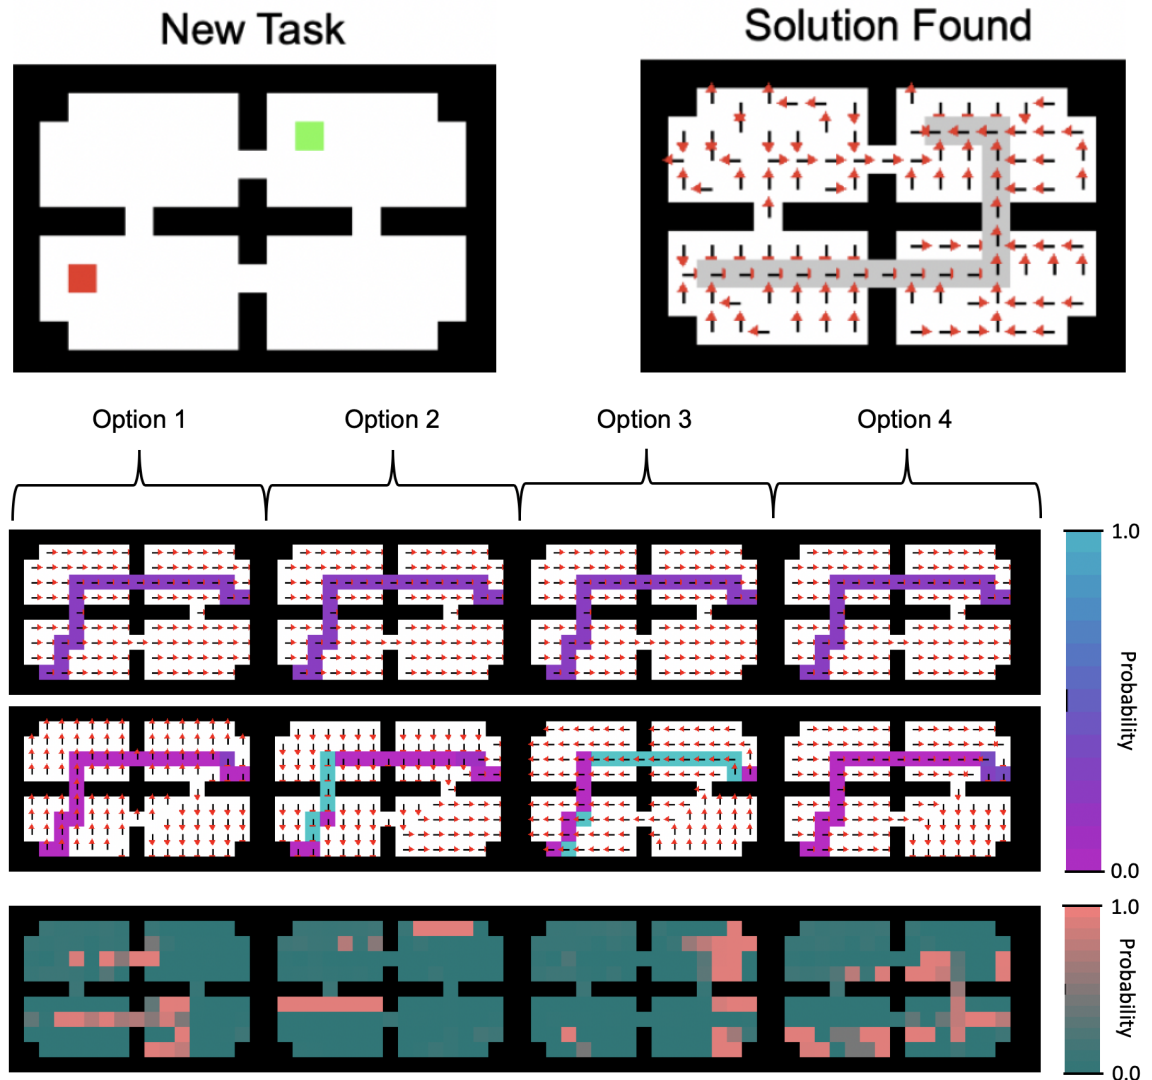 New Task
Solution Found
Option 1
Option 2
Option 3
Option 4
1.0
Probability
0.0
1.0
Probability
0.0